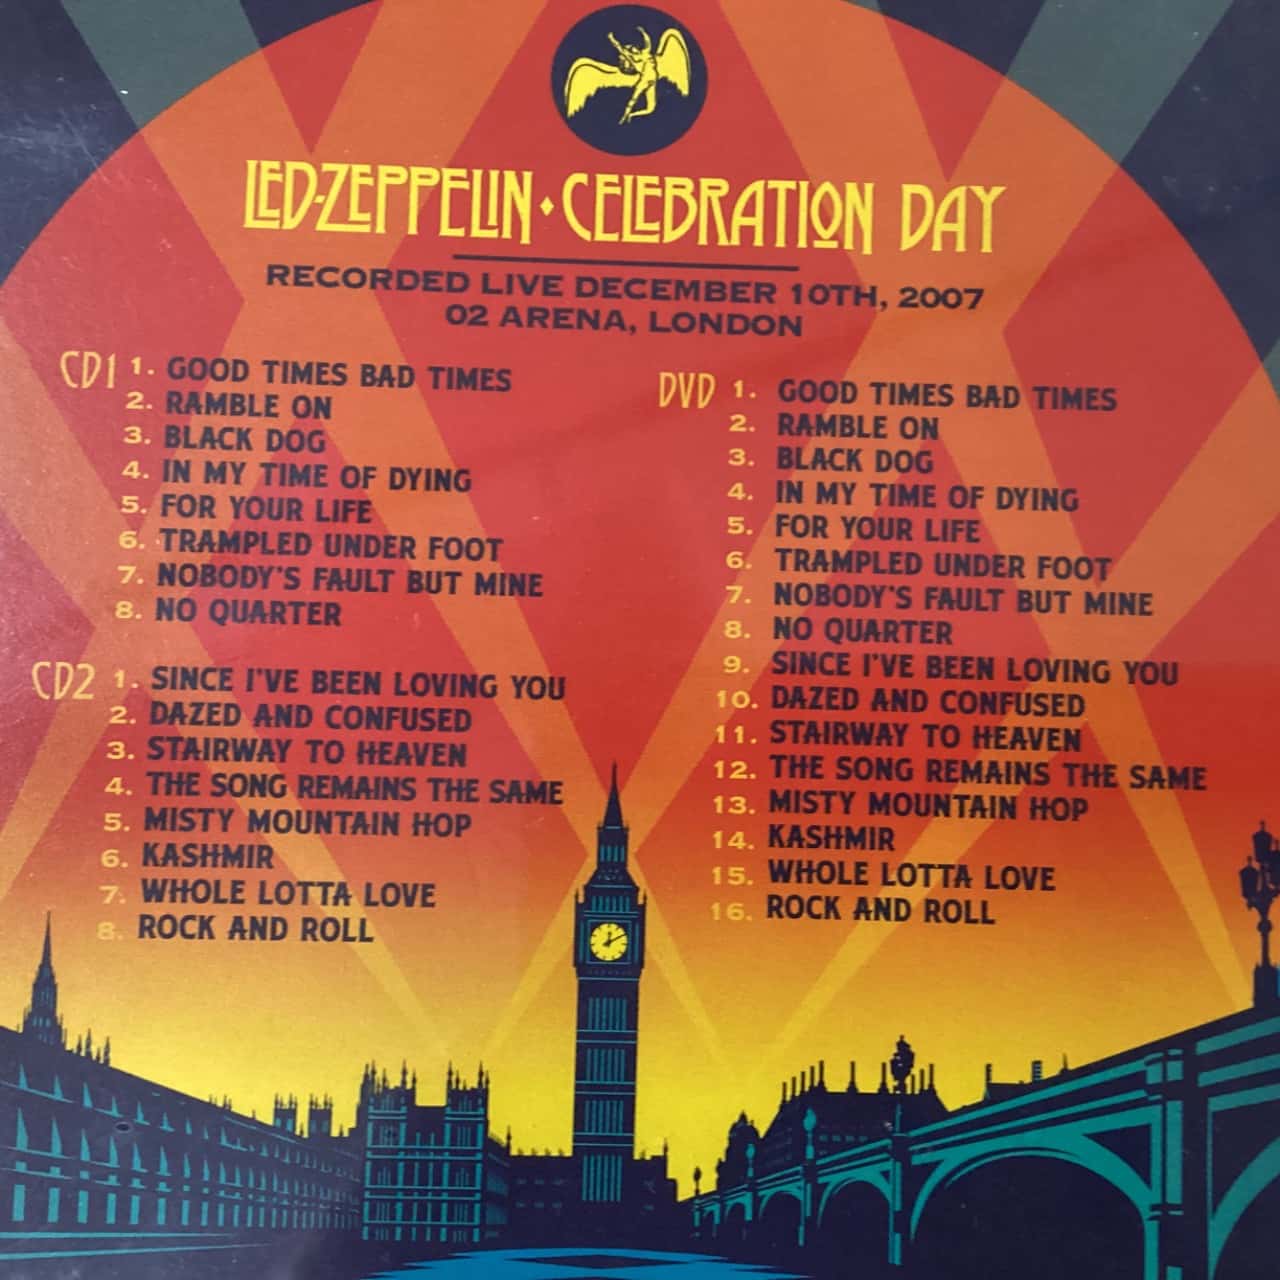 LED-ZEPPELIN · CELEBRATION DAY
RECORDED LIVE DECEMBER 10TH, 2007
02 ARENA, LONDON
CD1 1. GOOD TIMES BAD TIMES
2. RAMBLE ON
3. BLACK DOG
4. IN MY TIME OF DYING
5. FOR YOUR LIFE
6. TRAMPLED UNDER FOOT
7. NOBODY'S FAULT BUT MINE
8. NO QUARTER
CD2 1. SINCE I'VE BEEN LOVING YOU
2. DAZED AND CONFUSED
3. STAIRWAY TO HEAVEN
4. THE SONG REMAINS THE SAME
5. MISTY MOUNTAIN HOP
6. KASHMIR
7. WHOLE LOTTA LOVE
8. ROCK AND ROLL
DVD 1. GOOD TIMES BAD TIMES
2. RAMBLE ON
3. BLACK DOG
4. IN MY TIME OF DYING
5. FOR YOUR LIFE
6. TRAMPLED UNDER FOOT
7. NOBODY'S FAULT BUT MINE
8. NO QUARTER
9. SINCE I'VE BEEN LOVING YOU
10. DAZED AND CONFUSED
11. STAIRWAY TO HEAVEN
12. THE SONG REMAINS THE SAME
13. MISTY MOUNTAIN HOP
14. KASHMIR
15. WHOLE LOTTA LOVE
16. ROCK AND ROLL